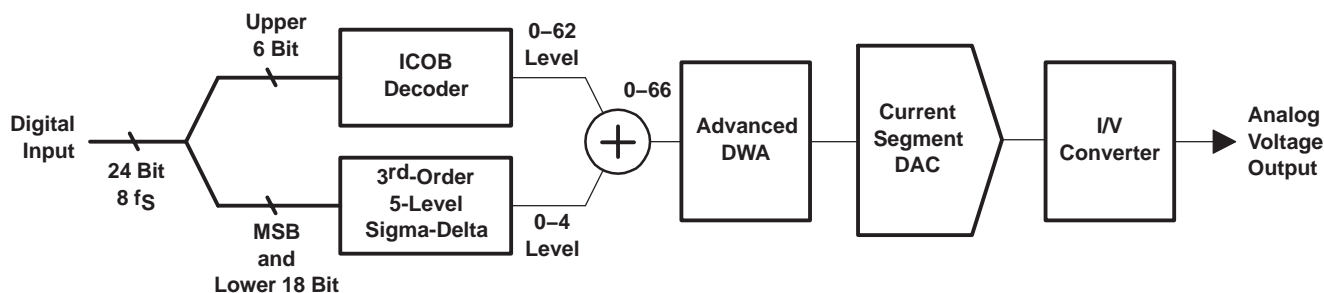 Digital
Input
24 Bit
8 fS
Upper
6 Bit
ICOB
Decoder
0–62
Level
MSB
and
Lower 18 Bit
3rd-Order
5-Level
Sigma-Delta
0–4
Level
+
0–66
Advanced
DWA
Current
Segment
DAC
I/V
Converter
Analog
Voltage
Output